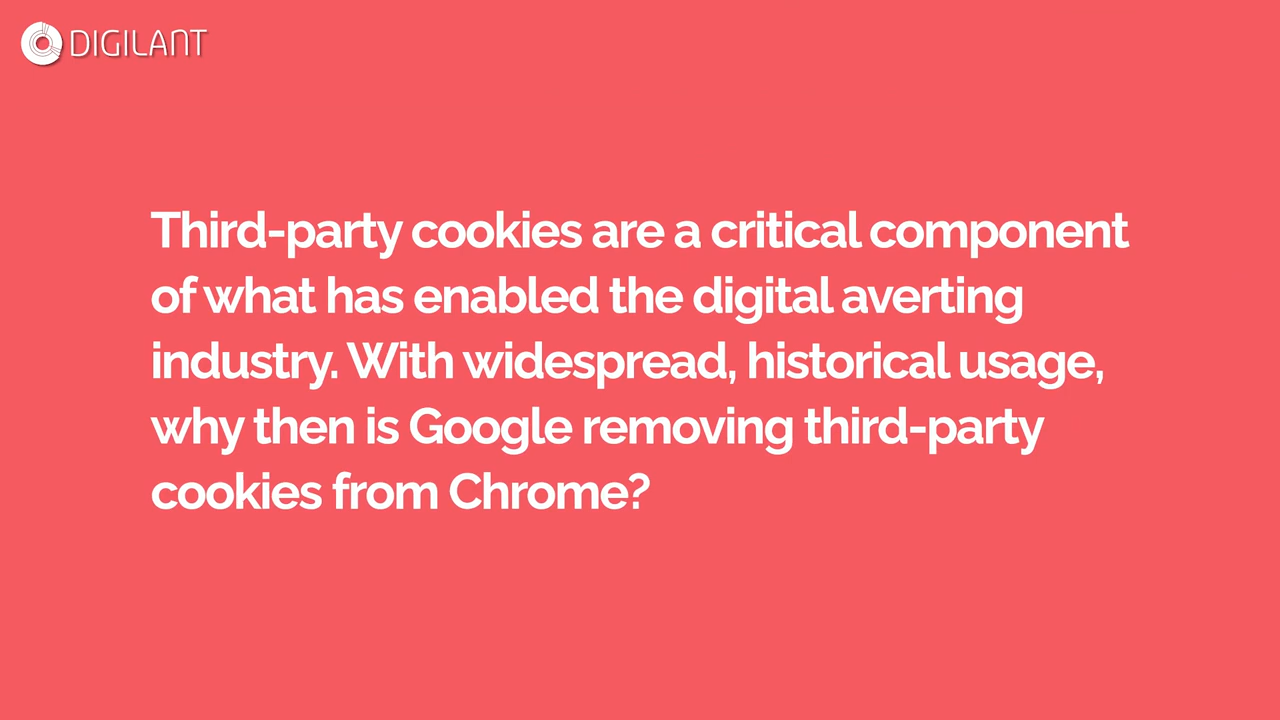 DIGILANT
Third-party cookies are a critical component
of what has enabled the digital averting
industry. With widespread, historical usage,
why then is Google removing third-party
cookies from Chrome?